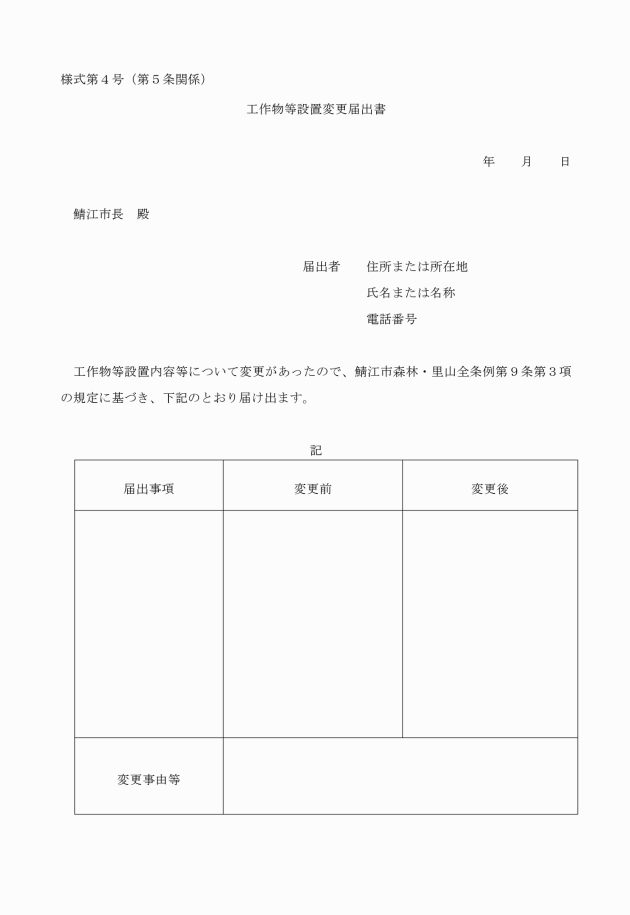 様式第４号（第５条関係）
工作物等設置変更届出書
年　　月　　日
鯖江市長　殿
届出者　　住所または所在地
氏名または名称
電話番号
工作物等設置内容等について変更があったので、鯖江市森林・里山全条例第９条第３項
の規定に基づき、下記のとおり届け出ます。
記
届出事項　変更前　変更後
変更事由等